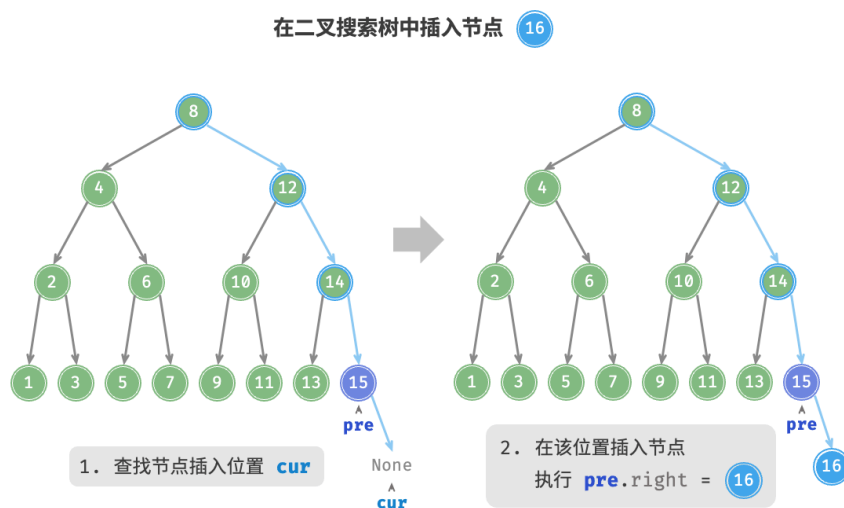 在二叉搜索树中插入节点 16
8
4 12
2 6 10 14
1 3 5 7 9 11 13 15
pre
None
cur
1. 查找节点插入位置 cur
8
4 12
2 6 10 14
1 3 5 7 9 11 13 15
pre
16
2. 在该位置插入节点
执行 pre.right = 16